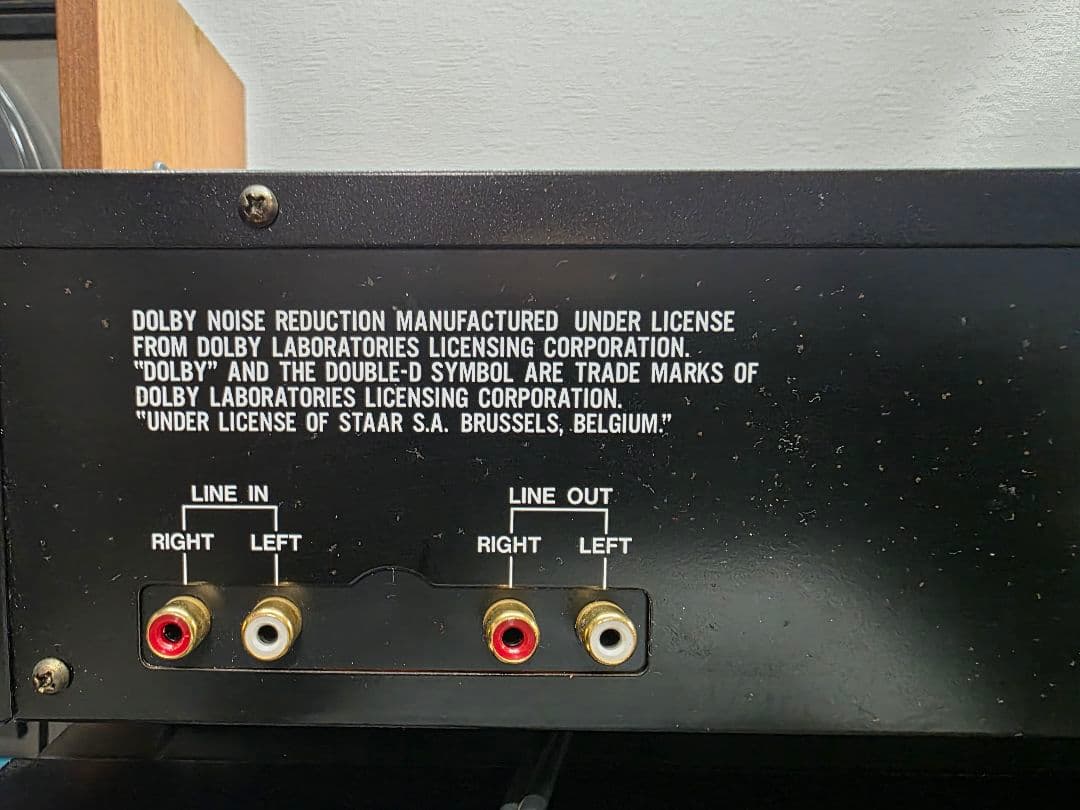 DOLBY NOISE REDUCTION MANUFACTURED UNDER LICENSE
FROM DOLBY LABORATORIES LICENSING CORPORATION.
"DOLBY" AND THE DOUBLE-D SYMBOL ARE TRADE MARKS OF
DOLBY LABORATORIES LICENSING CORPORATION.
"UNDER LICENSE OF STAAR S.A. BRUSSELS, BELGIUM."
LINE IN
LINE OUT
RIGHT LEFT
RIGHT LEFT